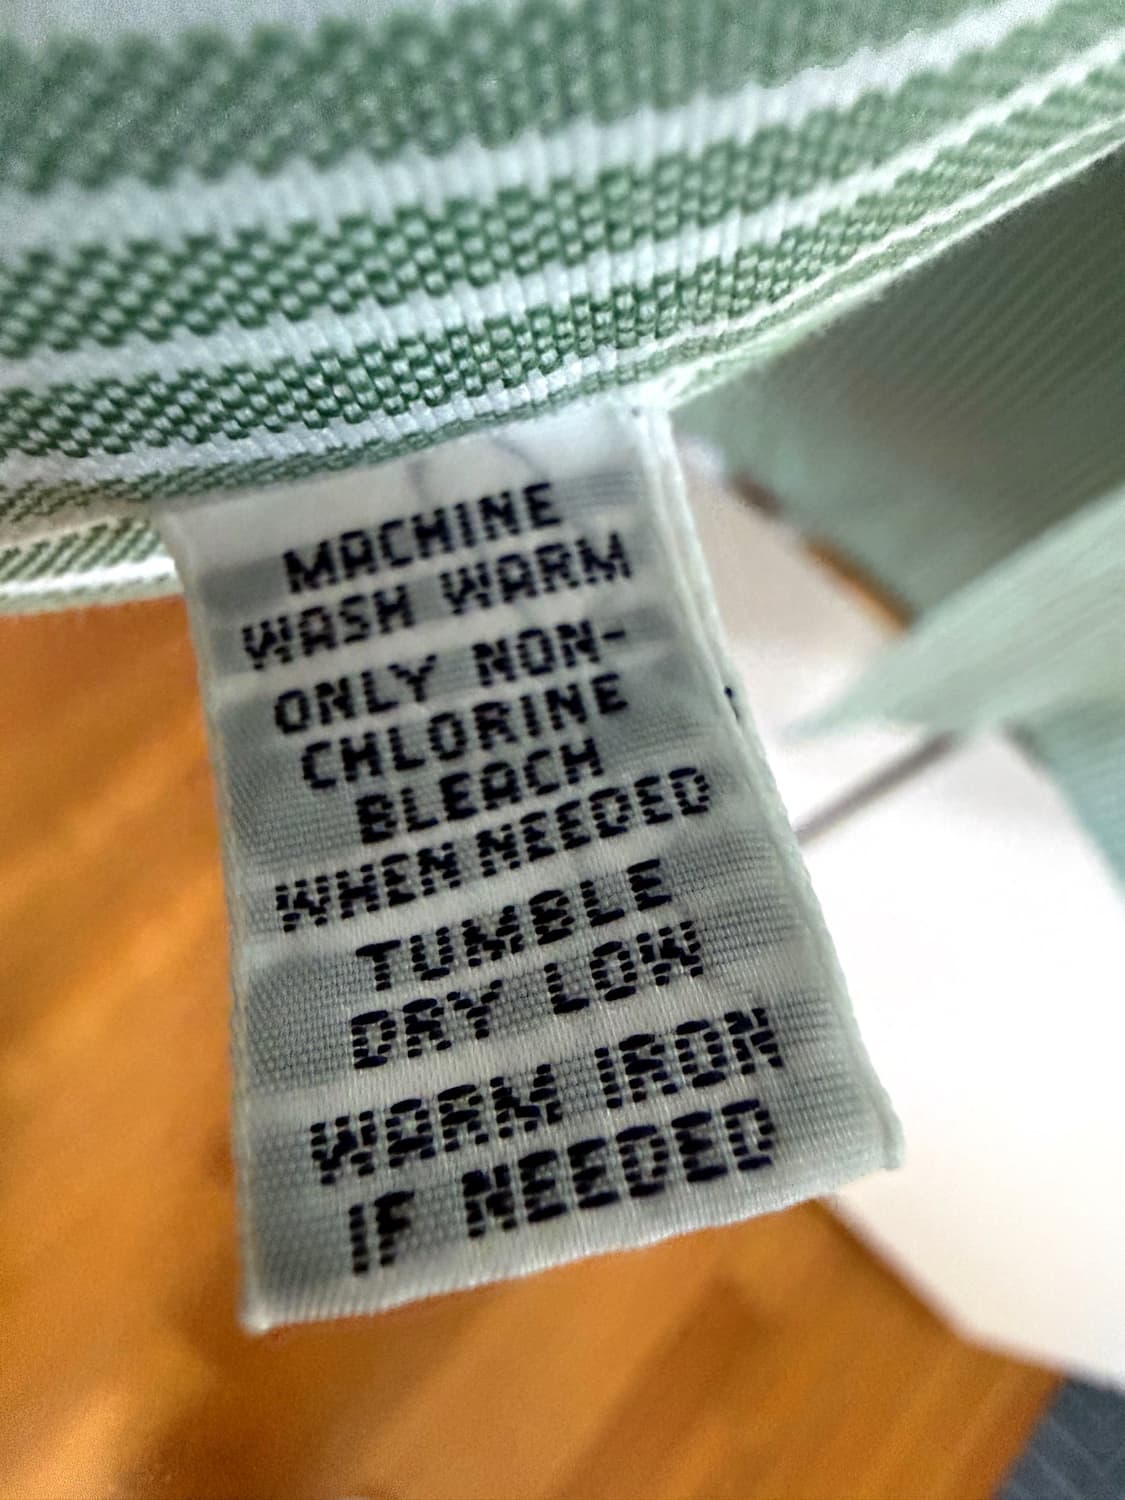 MACHINE
WASH WARM
ONLY NON-
CHLORINE
BLEACH
WHEN NEEDED
TUMBLE
DRY LOW
WARM IRON
IF NEEDED